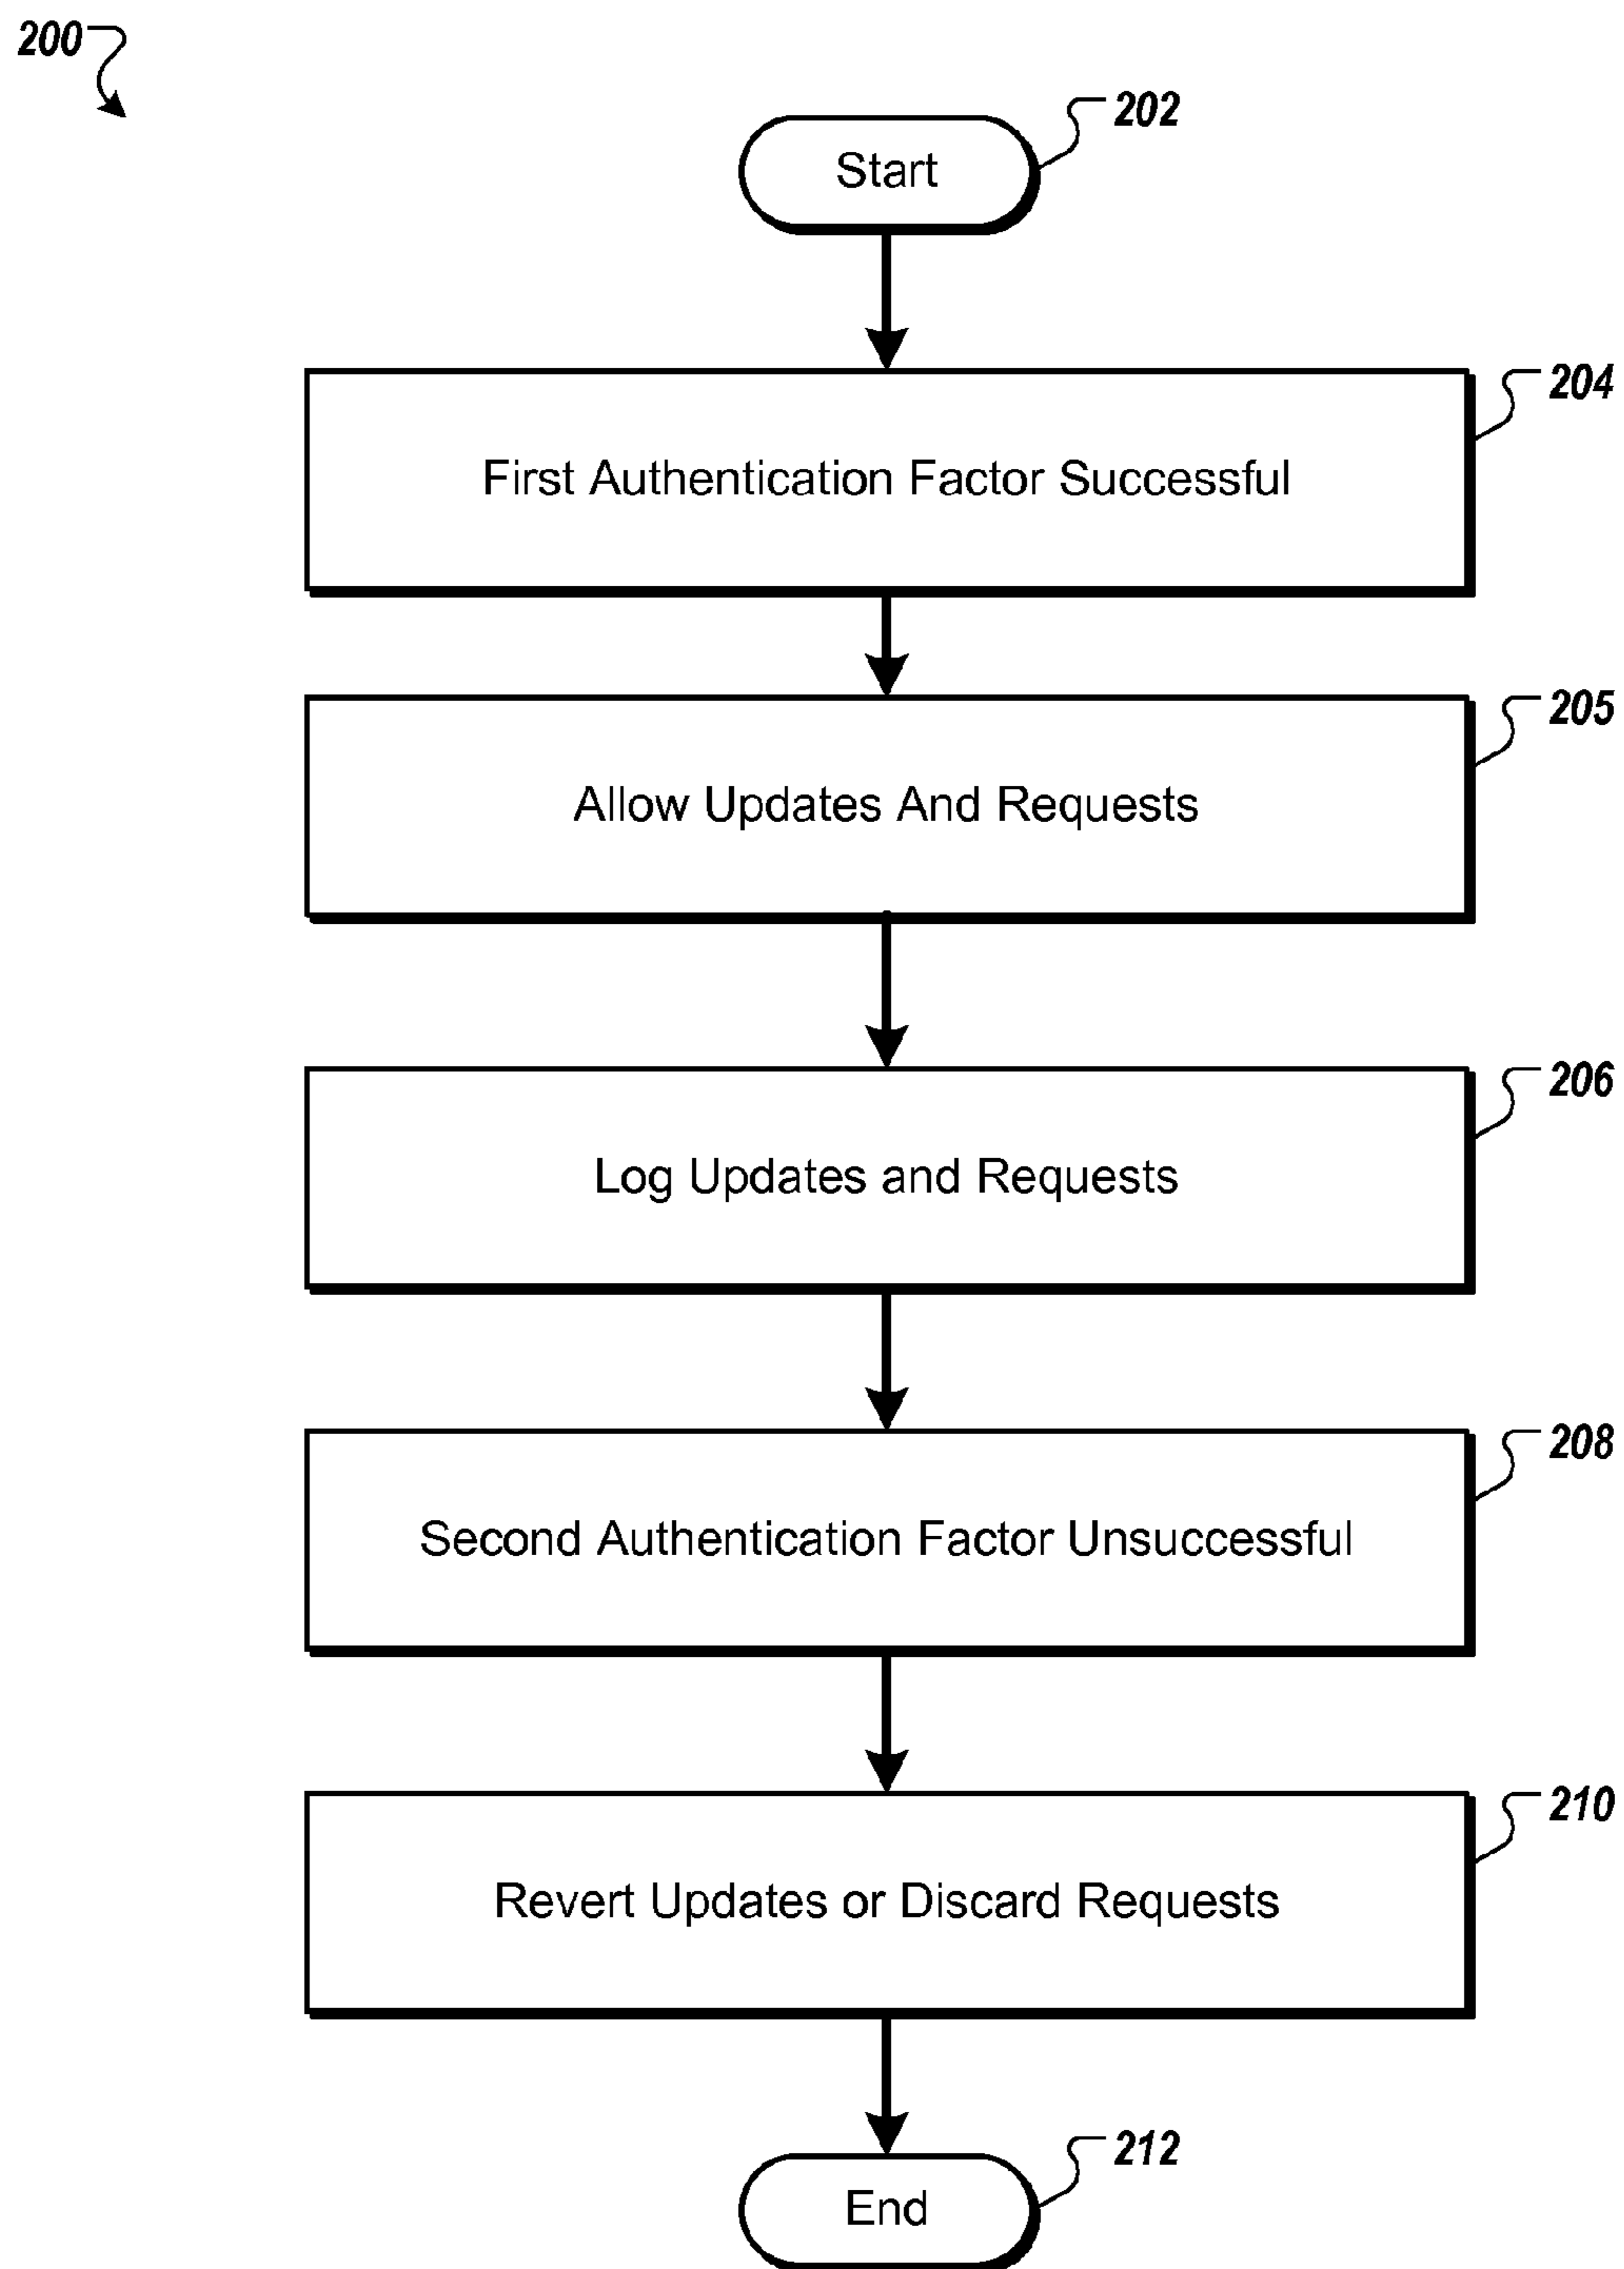 200
202
Start
204
First Authentication Factor Successful
205
Allow Updates And Requests
206
Log Updates and Requests
208
Second Authentication Factor Unsuccessful
210
Revert Updates or Discard Requests
212
End